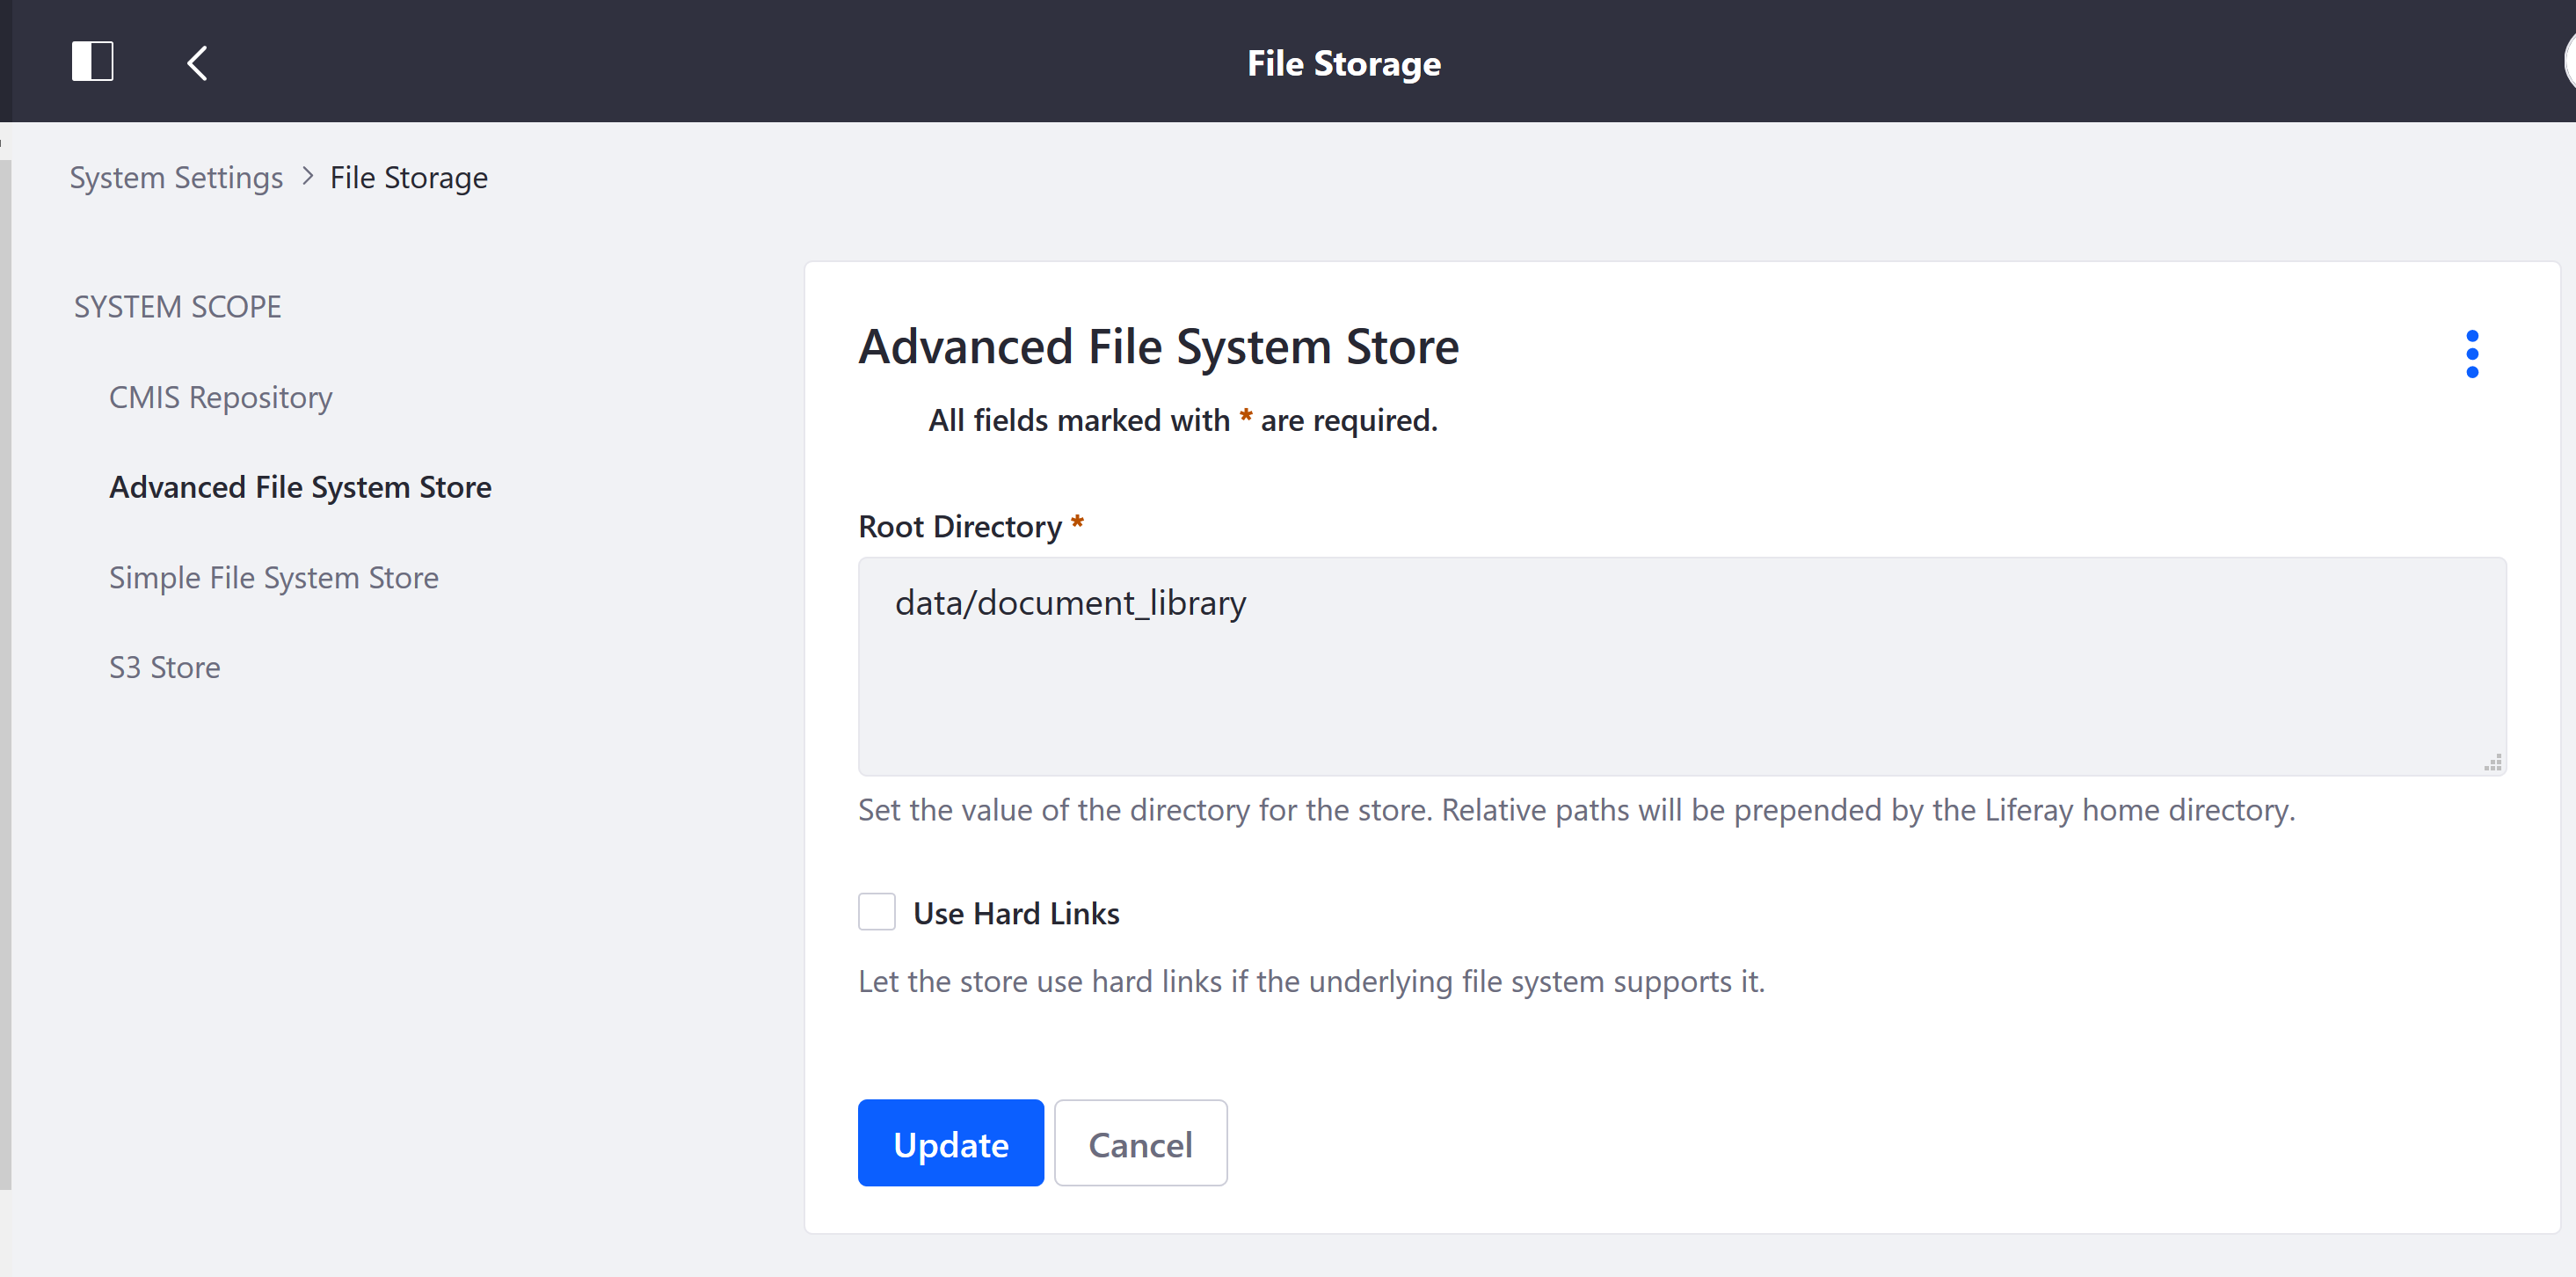 File Storage
System Settings > File Storage
SYSTEM SCOPE
CMIS Repository
Advanced File System Store
Simple File System Store
S3 Store
Advanced File System Store
All fields marked with * are required.
Root Directory *
data/document_library
Set the value of the directory for the store. Relative paths will be prepended by the Liferay home directory.
Use Hard Links
Let the store use hard links if the underlying file system supports it.
Update Cancel